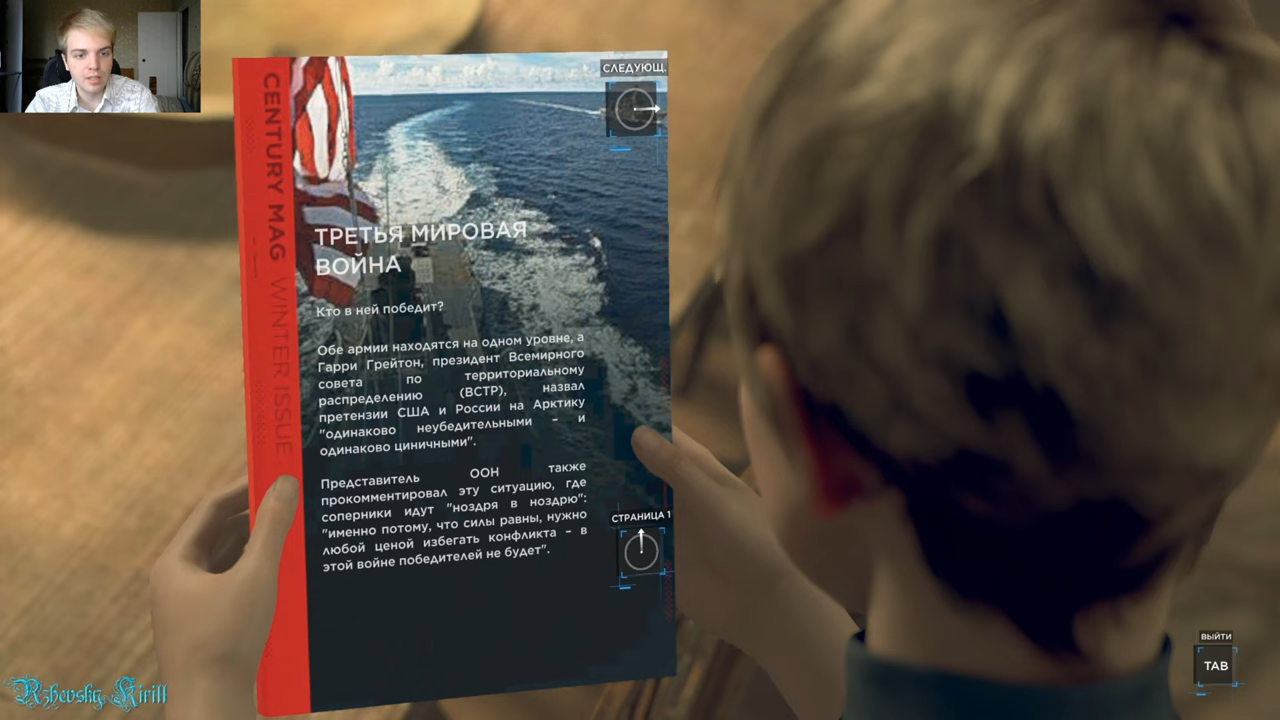 СЛЕДУЮЩ.
CENTURY MAG WINTER ISSUE
ТРЕТЬЯ МИРОВАЯ
ВОЙНА
Кто в ней победит?
Обе армии находятся на одном уровне, а
Гарри Грейтон, президент Всемирного
совета по территориальному
распределению (ВСТР), назвал
претензии США и России на Арктику
"одинаково неубедительными – и
одинаково циничными".
Представитель ООН также
прокомментировал эту ситуацию, где
соперники идут "ноздря в ноздрю":
"именно потому, что силы равны, нужно
любой ценой избегать конфликта – в
этой войне победителей не будет".
СТРАНИЦА 1
ВЫЙТИ
TAB
Rzhevsky Kirill